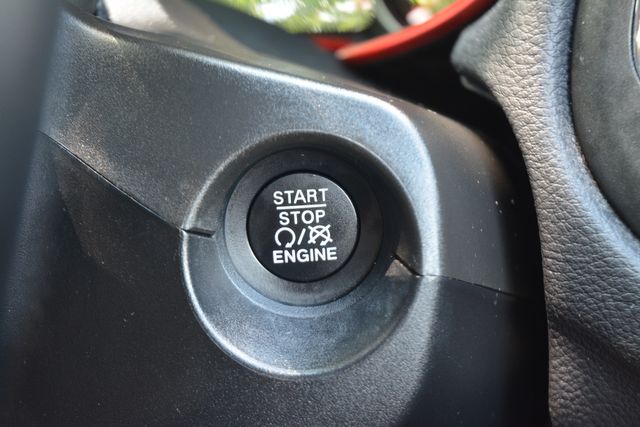 START
STOP
/
ENGINE